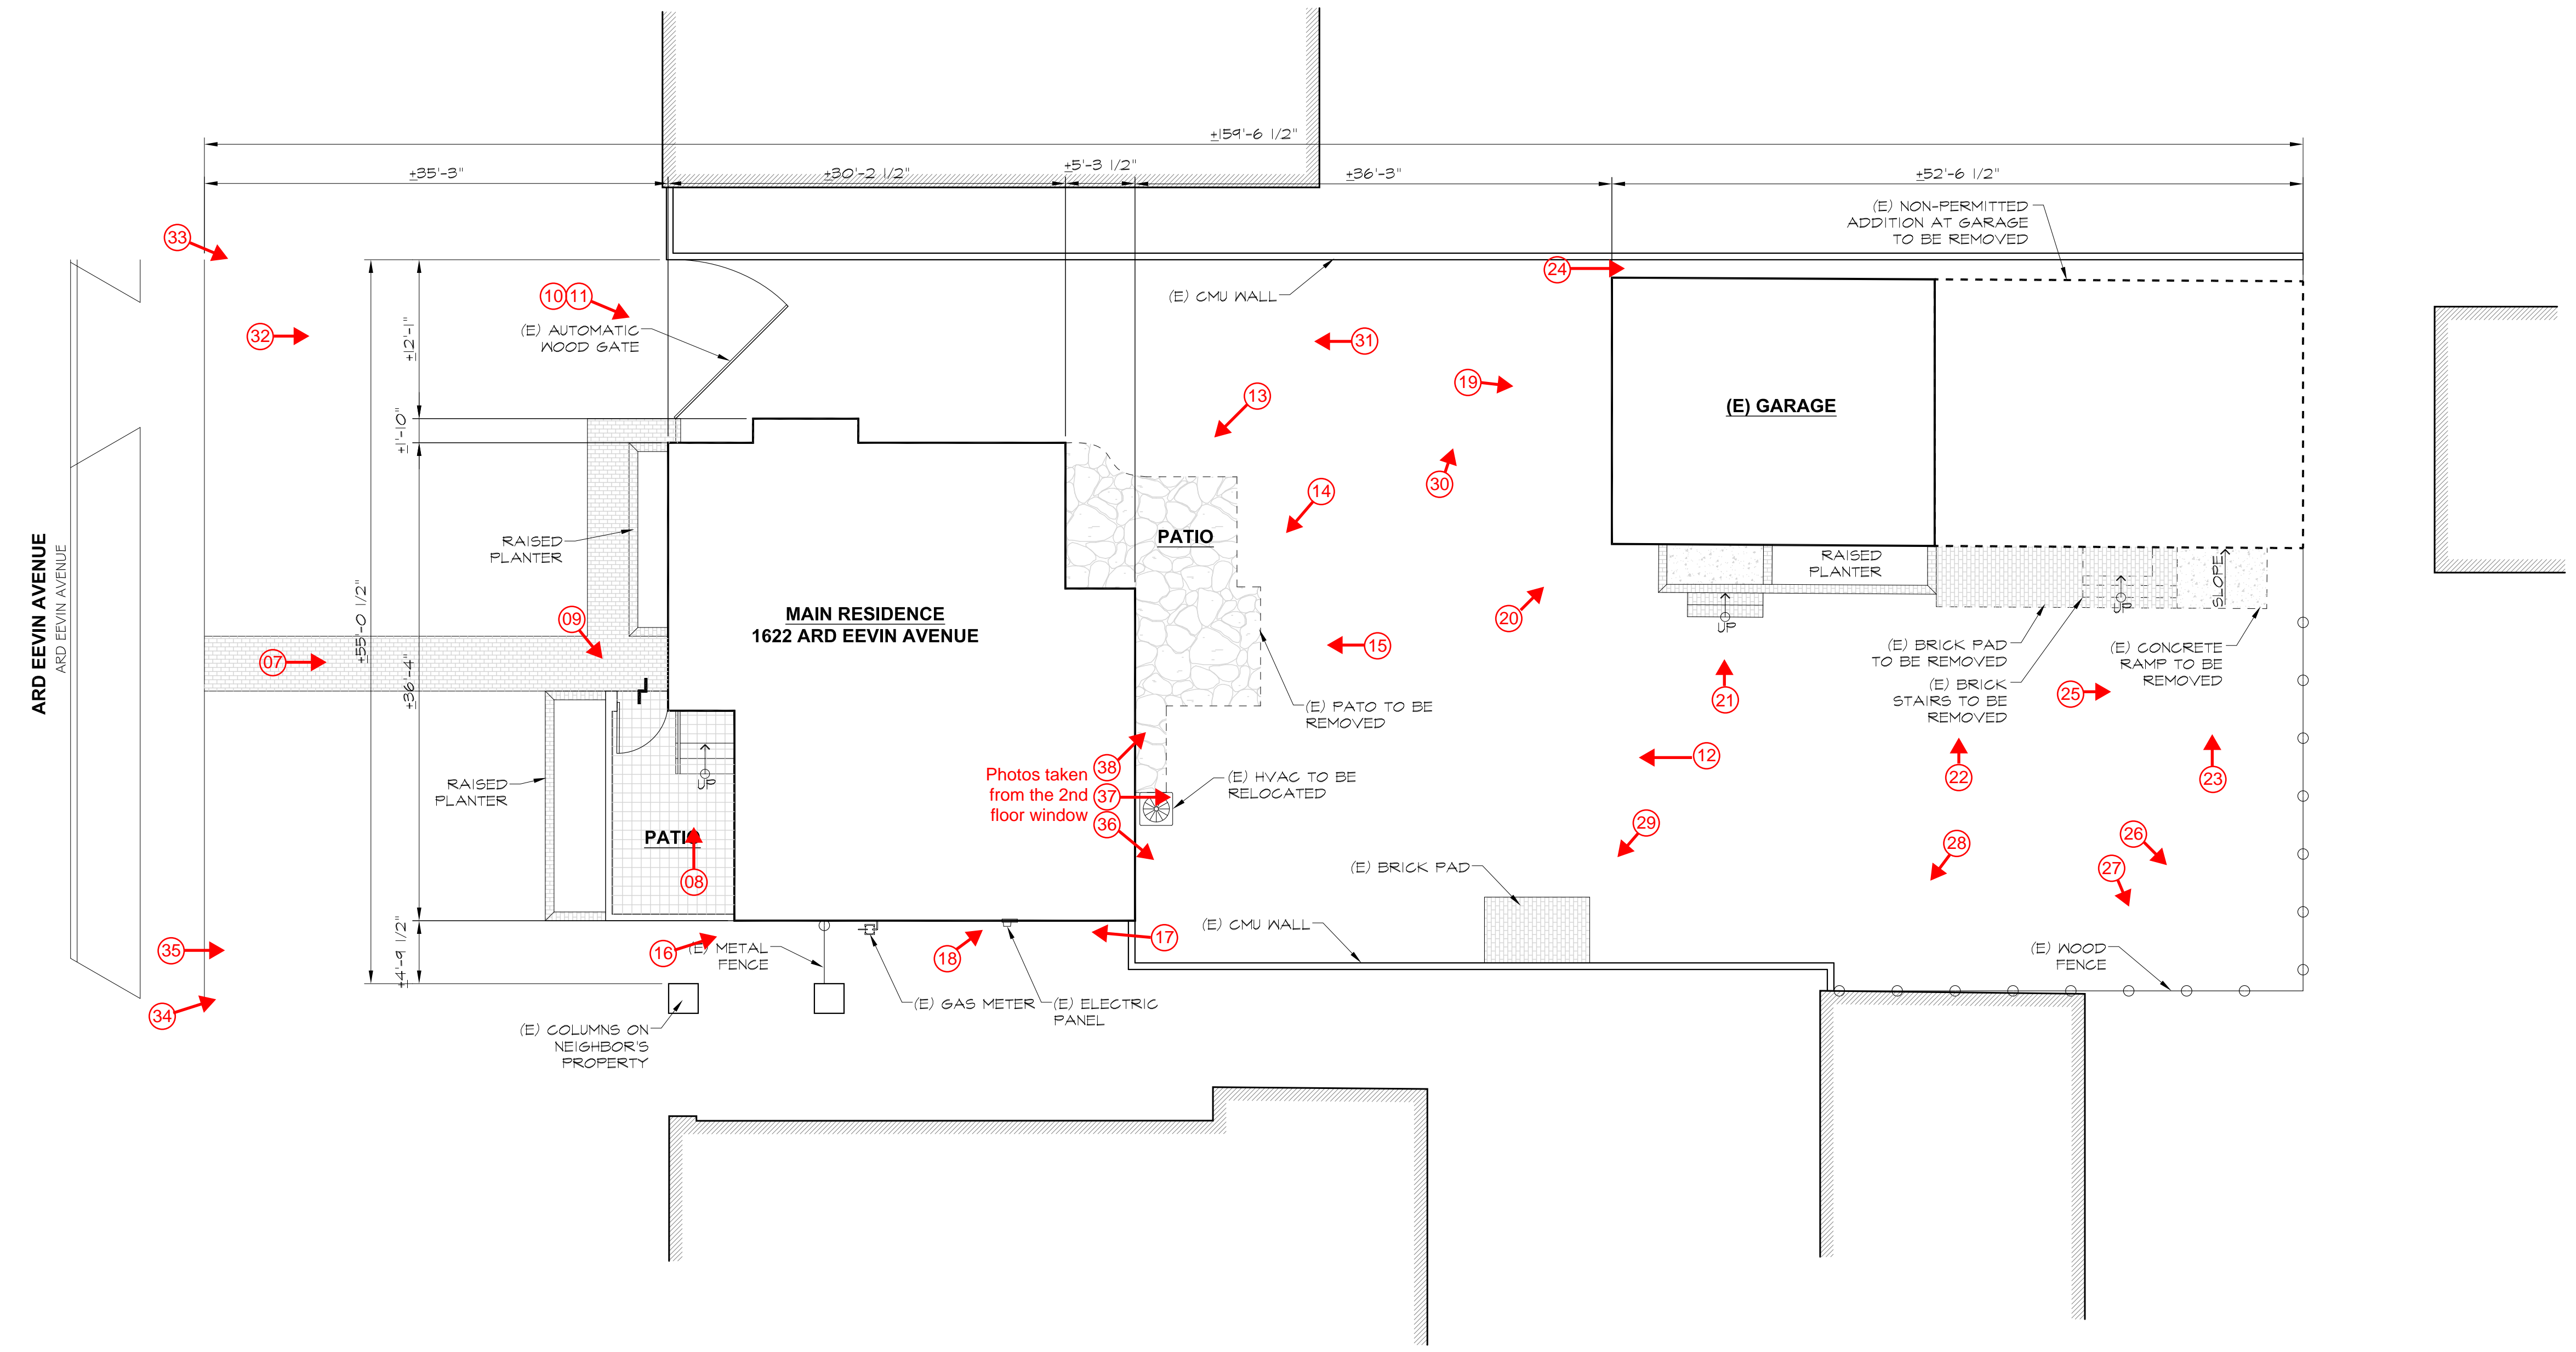 ±159'-6 1/2"
±35'-3"
±30'-2 1/2"
±5'-3 1/2"
±36'-3"
±52'-6 1/2"
(E) NON-PERMITTED
ADDITION AT GARAGE
TO BE REMOVED
33
24
10
11
(E) CMU WALL
32
(E) AUTOMATIC
WOOD GATE
±12'-1"
31
19
13
(E) GARAGE
±1'-10"
30
14
PATIO
RAISED
PLANTER
RAISED
PLANTER
SLOPE
UP
ARD EEVIN AVENUE
ARD EEVIN AVENUE
±55'-0 1/2"
±36'-4"
MAIN RESIDENCE
1622 ARD EEVIN AVENUE
09
20
UP
15
07
(E) BRICK PAD
TO BE REMOVED
(E) CONCRETE
RAMP TO BE
REMOVED
(E) BRICK
STAIRS TO BE
REMOVED
25
21
(E) PATO TO BE
REMOVED
12
38
Photos taken
from the 2nd
floor window
37
36
(E) HVAC TO BE
RELOCATED
22
23
RAISED
PLANTER
UP
PATIO
08
29
28
26
27
(E) BRICK PAD
(E) CMU WALL
17
16
18
35
34
(E) METAL
FENCE
±4'-9 1/2"
(E) WOOD
FENCE
(E) GAS METER
(E) ELECTRIC
PANEL
(E) COLUMNS ON
NEIGHBOR'S
PROPERTY